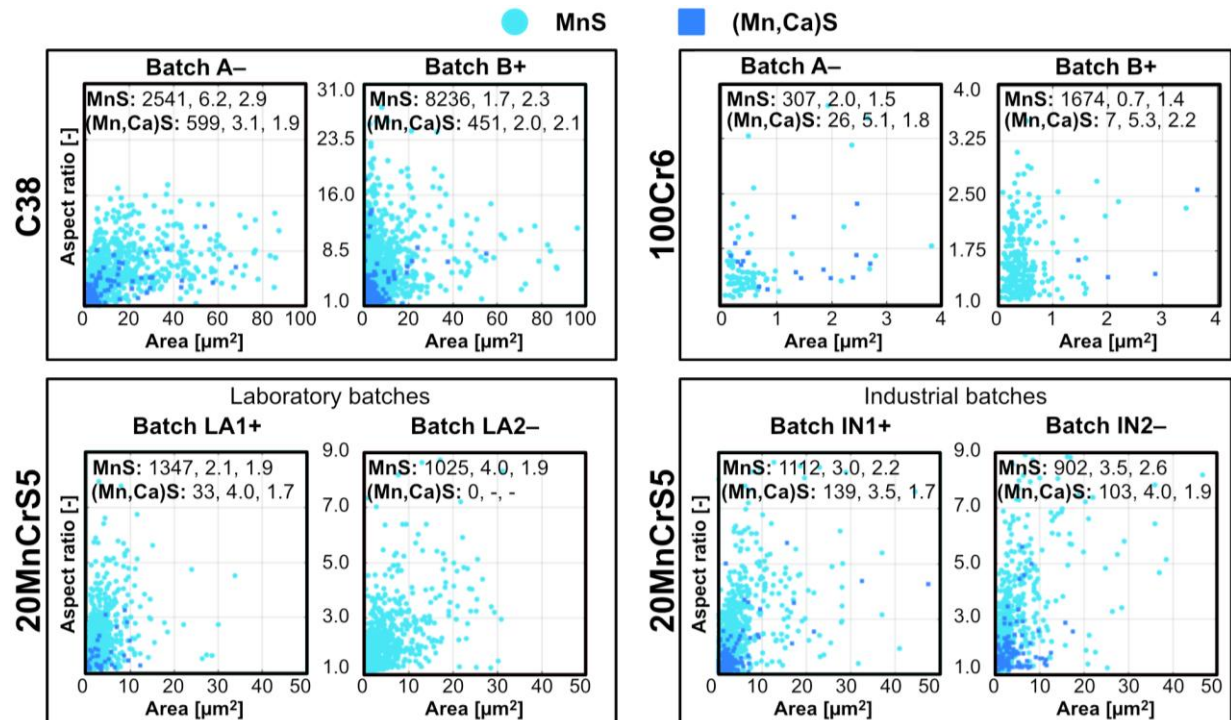 MnS (Mn,Ca)S
C38
Batch A–
MnS: 2541, 6.2, 2.9
(Mn,Ca)S: 599, 3.1, 1.9
Aspect ratio [-]
0 20 40 60 80 100
Area [µm²]
Batch B+
MnS: 8236, 1.7, 2.3
(Mn,Ca)S: 451, 2.0, 2.1
31.0
23.5
16.0
8.5
1.0
0 20 40 60 80 100
Area [µm²]
100Cr6
Batch A–
MnS: 307, 2.0, 1.5
(Mn,Ca)S: 26, 5.1, 1.8
0 1 2 3 4
Area [µm²]
Batch B+
MnS: 1674, 0.7, 1.4
(Mn,Ca)S: 7, 5.3, 2.2
4.0
3.25
2.50
1.75
1.0
0 1 2 3 4
Area [µm²]
20MnCrS5
Laboratory batches
Batch LA1+
MnS: 1347, 2.1, 1.9
(Mn,Ca)S: 33, 4.0, 1.7
Aspect ratio [-]
0 10 20 30 40 50
Area [µm²]
Batch LA2–
MnS: 1025, 4.0, 1.9
(Mn,Ca)S: 0, -, -
9.0
7.0
5.0
3.0
1.0
0 10 20 30 40 50
Area [µm²]
20MnCrS5
Industrial batches
Batch IN1+
MnS: 1112, 3.0, 2.2
(Mn,Ca)S: 139, 3.5, 1.7
Aspect ratio [-]
0 10 20 30 40 50
Area [µm²]
Batch IN2–
MnS: 902, 3.5, 2.6
(Mn,Ca)S: 103, 4.0, 1.9
9.0
7.0
5.0
3.0
1.0
0 10 20 30 40 50
Area [µm²]